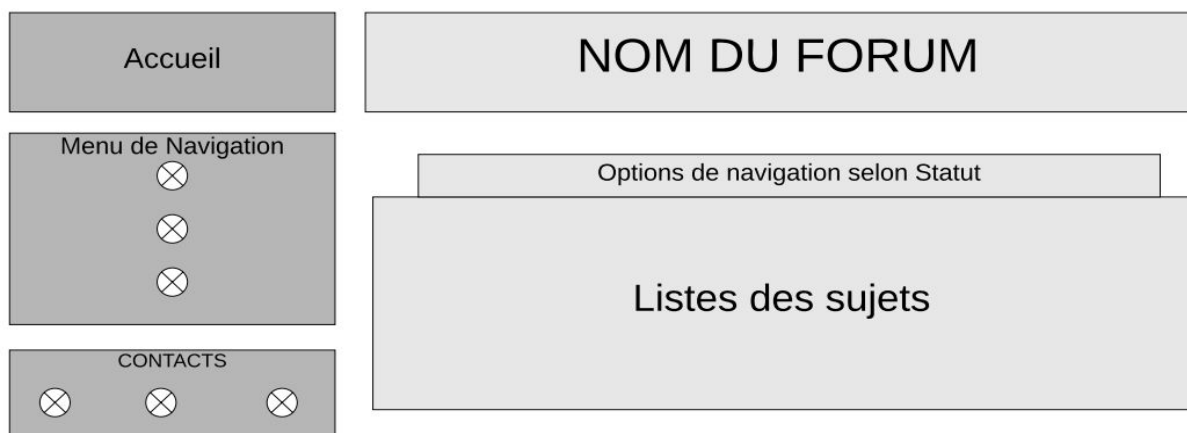 Accueil
NOM DU FORUM
Menu de Navigation
Options de navigation selon Statut
Listes des sujets
CONTACTS